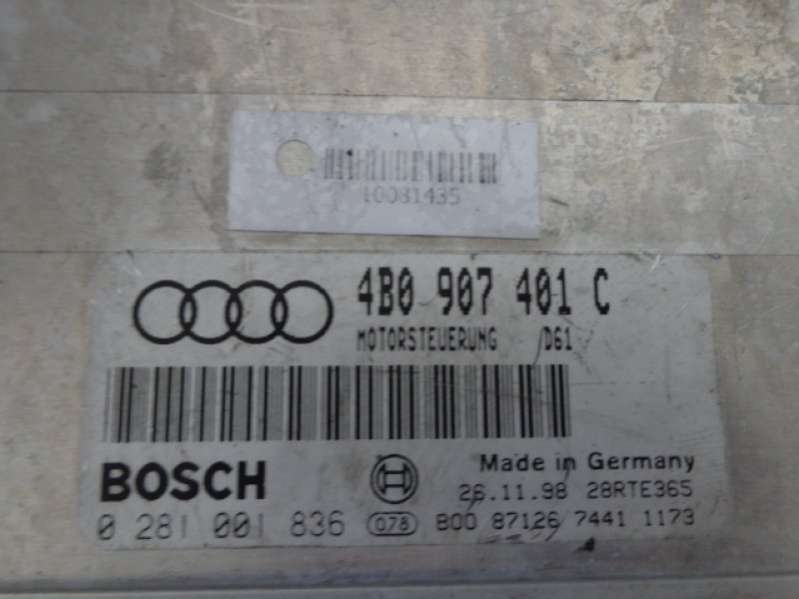 10031435
4B0 907 401 C
MOTORSTEUERUNG D61
BOSCH
Made in Germany
26.11.98 28RTE365
0 281 001 836 078 800 87126 7441 1173